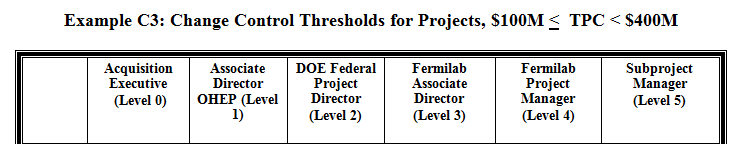 Example C3: Change Control Thresholds for Projects, $100M ≤ TPC < $400M
Acquisition
Executive
(Level 0)
Associate
Director
OHEP (Level
1)
DOE Federal
Project
Director
(Level 2)
Fermilab
Associate
Director
(Level 3)
Fermilab
Project
Manager
(Level 4)
Subproject
Manager
(Level 5)